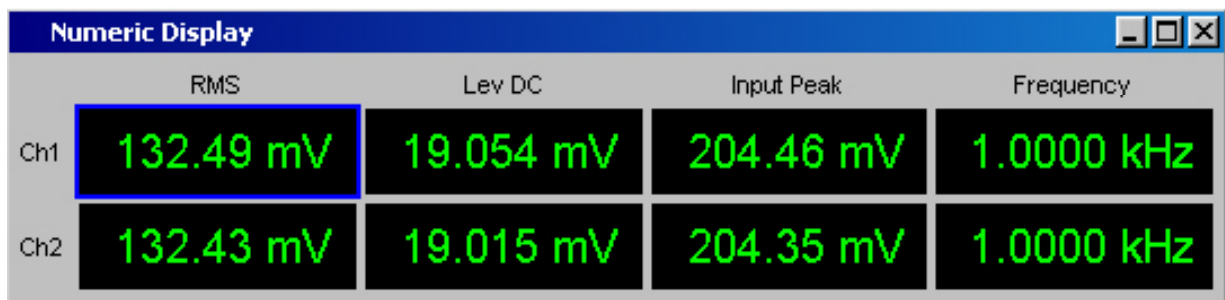 Numeric Display
RMS Lev DC Input Peak Frequency
Ch1 132.49 mV 19.054 mV 204.46 mV 1.0000 kHz
Ch2 132.43 mV 19.015 mV 204.35 mV 1.0000 kHz